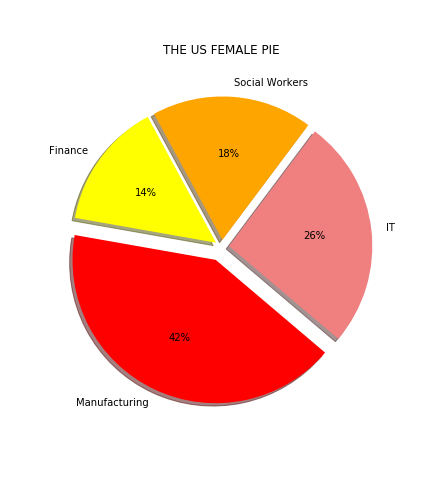 THE US FEMALE PIE
Social Workers
Finance
18%
14%
IT
26%
42%
Manufacturing